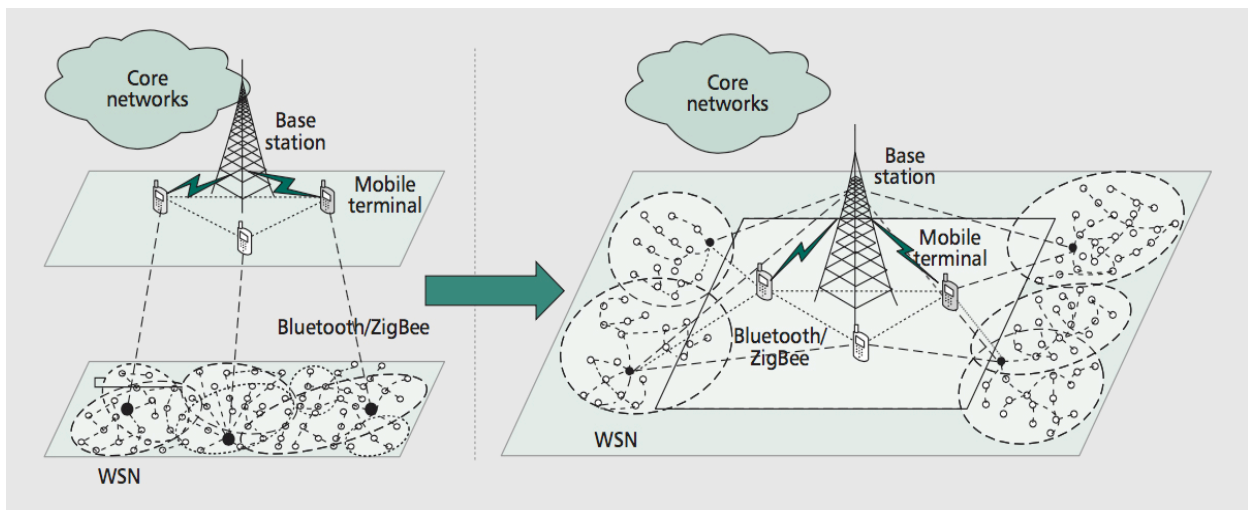 Core
networks
Base
station
Mobile
terminal
Bluetooth/ZigBee
WSN
Core
networks
Base
station
Mobile
terminal
Bluetooth/
ZigBee
WSN